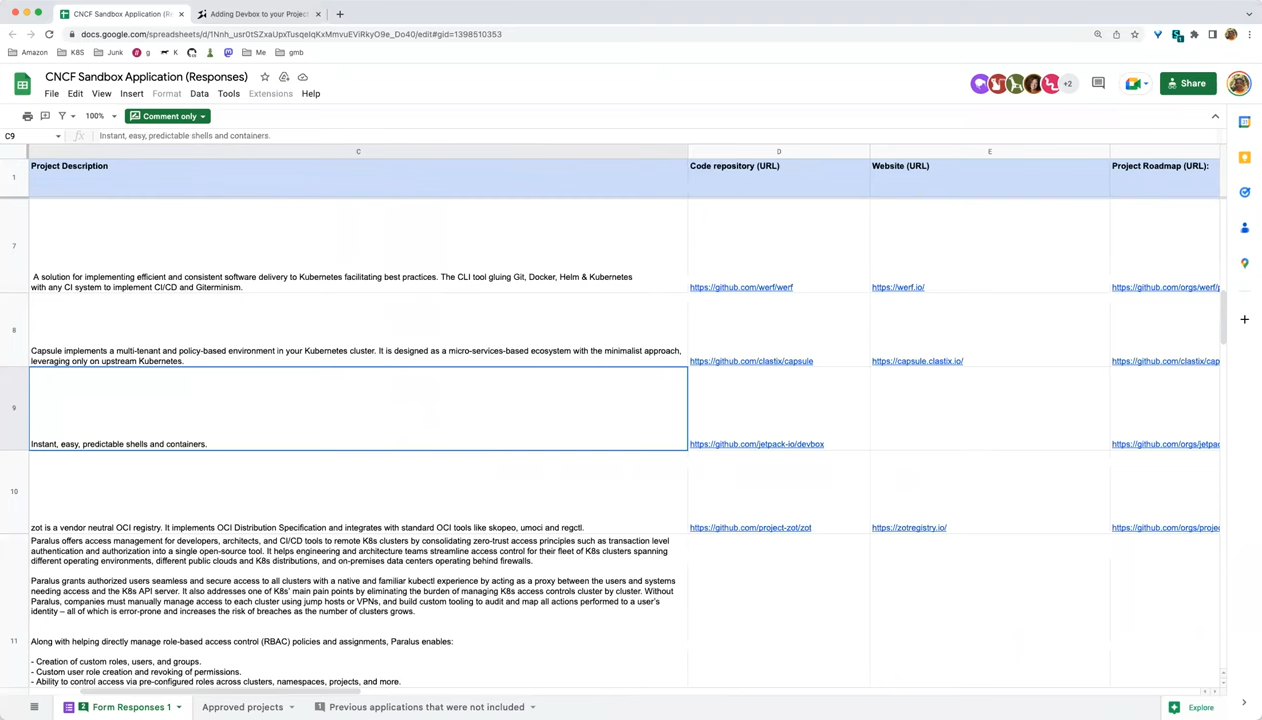 CNCF Sandbox Application (Re
Adding Devbox to your Project
docs.google.com/spreadsheets/d/1Nnh_usr0tSZxaUpxTusqeIqKxMmvuEViRkyO9e_Do40/edit#gid=1398510353
Amazon
K8S
Junk
g
K
Me
gmb
CNCF Sandbox Application (Responses)
+2
Share
File Edit View Insert Format Data Tools Extensions Help
100%
Comment only
C9
fx
Instant, easy, predictable shells and containers.
C
D
E
1
Project Description
Code repository (URL)
Website (URL)
Project Roadmap (URL):
7
A solution for implementing efficient and consistent software delivery to Kubernetes facilitating best practices. The CLI tool gluing Git, Docker, Helm & Kubernetes
with any CI system to implement CI/CD and Giterminism.
https://github.com/werf/werf
https://werf.io/
https://github.com/orgs/werf/p
8
Capsule implements a multi-tenant and policy-based environment in your Kubernetes cluster. It is designed as a micro-services-based ecosystem with the minimalist approach,
leveraging only on upstream Kubernetes.
https://github.com/clastix/capsule
https://capsule.clastix.io/
https://github.com/clastix/cap
9
Instant, easy, predictable shells and containers.
https://github.com/jetpack-io/devbox
https://github.com/orgs/jetpac
10
zot is a vendor neutral OCI registry. It implements OCI Distribution Specification and integrates with standard OCI tools like skopeo, umoci and regctl.
https://github.com/project-zot/zot
https://zotregistry.io/
https://github.com/orgs/projec
11
Paralus offers access management for developers, architects, and CI/CD tools to remote K8s clusters by consolidating zero-trust access principles such as transaction level
authentication and authorization into a single open-source tool. It helps engineering and architecture teams streamline access control for their fleet of K8s clusters spanning
different operating environments, different public clouds and K8s distributions, and on-premises data centers operating behind firewalls.
Paralus grants authorized users seamless and secure access to all clusters with a native and familiar kubectl experience by acting as a proxy between the users and systems
needing access and the K8s API server. It also addresses one of K8s' main pain points by eliminating the burden of managing K8s access controls cluster by cluster. Without
Paralus, companies must manually manage access to each cluster using jump hosts or VPNs, and build custom tooling to audit and map all actions performed to a user's
identity – all of which is error-prone and increases the risk of breaches as the number of clusters grows.
Along with helping directly manage role-based access control (RBAC) policies and assignments, Paralus enables:
- Creation of custom roles, users, and groups.
- Custom user role creation and revoking of permissions.
- Ability to control access via pre-configured roles across clusters, namespaces, projects, and more.
2 Form Responses 1
Approved projects
1 Previous applications that were not included
Explore